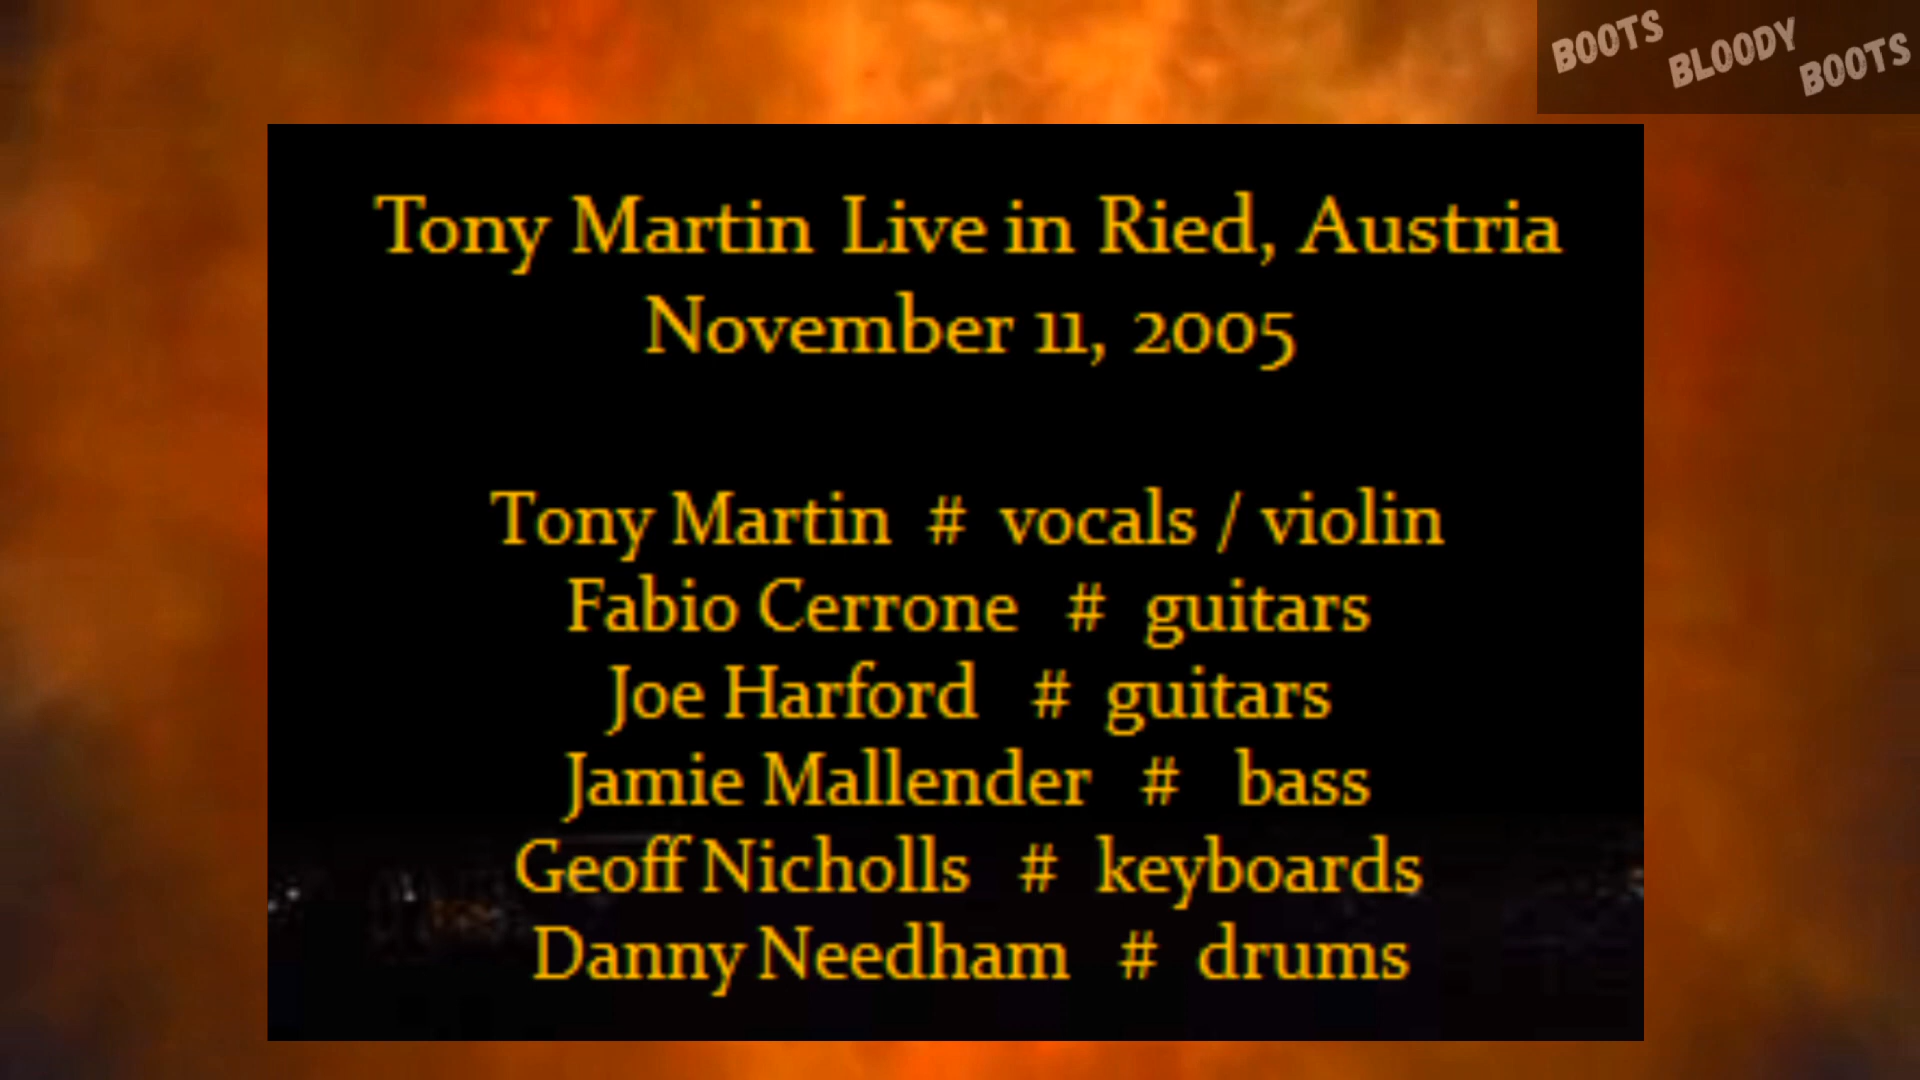 BOOTS BLOODY BOOTS
Tony Martin Live in Ried, Austria
November 11, 2005
Tony Martin # vocals / violin
Fabio Cerrone # guitars
Joe Harford # guitars
Jamie Mallender # bass
Geoff Nicholls # keyboards
Danny Needham # drums